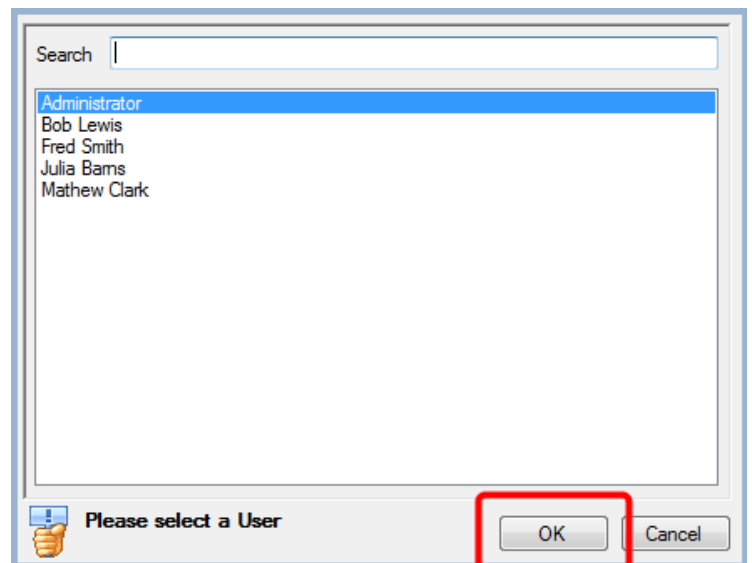 Search
Administrator
Bob Lewis
Fred Smith
Julia Barns
Mathew Clark
Please select a User
OK Cancel